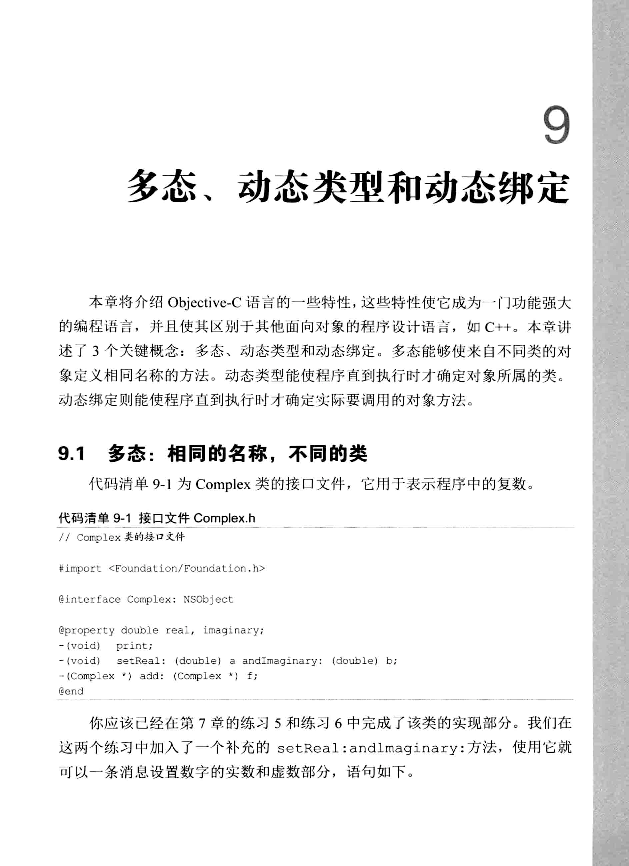 9
多态、动态类型和动态绑定
本章将介绍 Objective-C 语言的一些特性，这些特性使它成为一门功能强大
的编程语言，并且使其区别于其他面向对象的程序设计语言，如 C++。本章讲
述了 3 个关键概念：多态、动态类型和动态绑定。多态能够使来自不同类的对
象定义相同名称的方法。动态类型能使程序直到执行时才确定对象所属的类。
动态绑定则能使程序直到执行时才确定实际要调用的对象方法。
9.1 多态：相同的名称，不同的类
代码清单 9-1 为 Complex 类的接口文件，它用于表示程序中的复数。
代码清单 9-1 接口文件 Complex.h
// Complex 类的接口文件
#import <Foundation/Foundation.h>
@interface Complex: NSObject
@property double real, imaginary;
-(void) print;
-(void) setReal: (double) a andImaginary: (double) b;
-(Complex *) add: (Complex *) f;
@end
你应该已经在第 7 章的练习 5 和练习 6 中完成了该类的实现部分。我们在
这两个练习中加入了一个补充的 setReal:andlmaginary:方法，使用它就
可以一条消息设置数字的实数和虚数部分，语句如下。